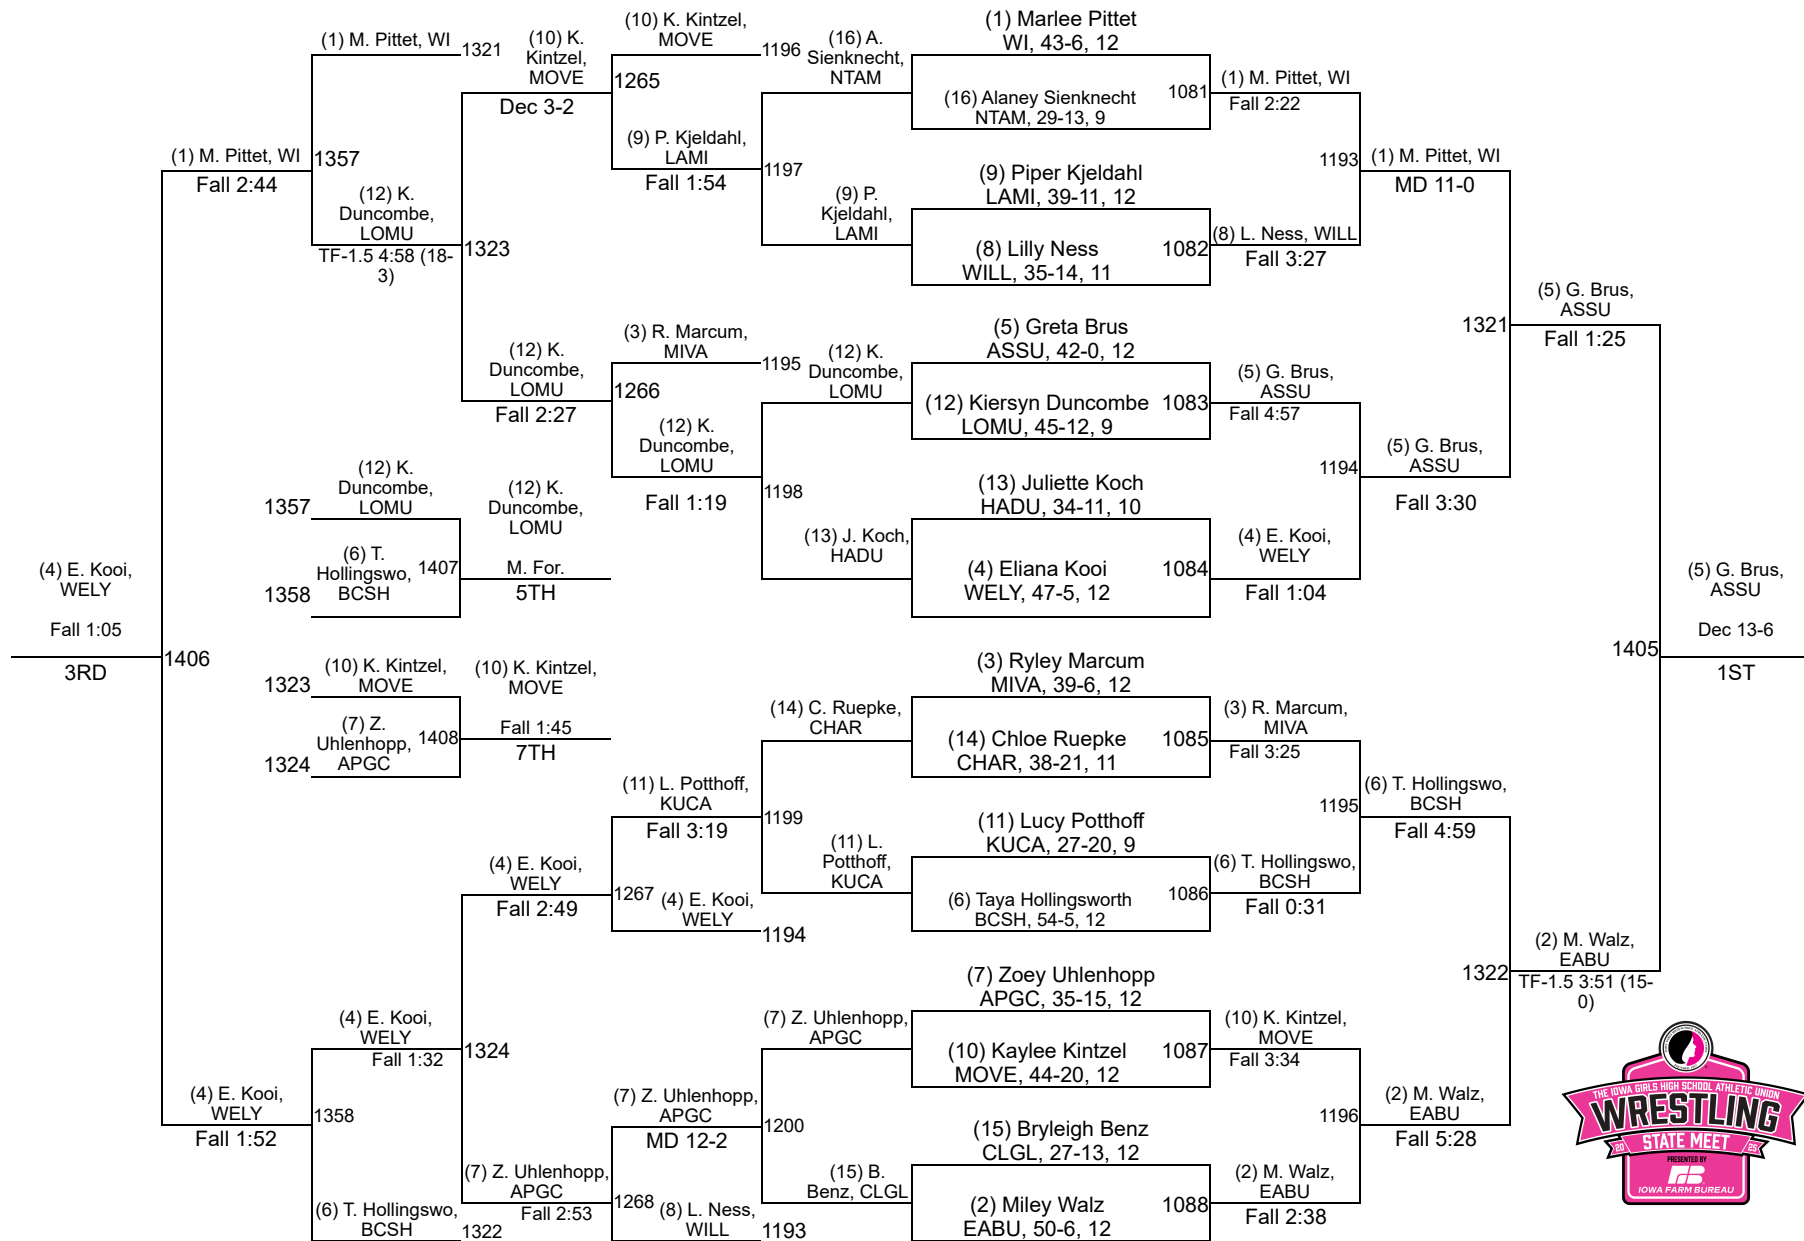 (1) M. Pittet, WI
1321
(10) K.
Kintzel,
MOVE
Dec 3-2
(10) K. Kintzel,
MOVE
1196
1265
(9) P. Kjeldahl,
LAMI
Fall 1:54
(16) A.
Sienknecht,
NTAM
1197
(9) P.
Kjeldahl,
LAMI
(1) Marlee Pittet
WI, 43-6, 12
(16) Alaney Sienknecht
NTAM, 29-13, 9
1081
(1) M. Pittet, WI
Fall 2:22
(9) Piper Kjeldahl
LAMI, 39-11, 12
(8) Lilly Ness
WILL, 35-14, 11
1082
(8) L. Ness, WILL
Fall 3:27
1193
(1) M. Pittet, WI
MD 11-0
(1) M. Pittet, WI
Fall 2:44
1357
(12) K.
Duncombe,
LOMU
TF-1.5 4:58 (18-
3)
1323
(12) K.
Duncombe,
LOMU
Fall 2:27
(3) R. Marcum,
MIVA
1195
1266
(12) K.
Duncombe,
LOMU
Fall 1:19
(12) K.
Duncombe,
LOMU
1198
(13) J. Koch,
HADU
(5) Greta Brus
ASSU, 42-0, 12
(12) Kiersyn Duncombe
LOMU, 45-12, 9
1083
(5) G. Brus,
ASSU
Fall 4:57
(13) Juliette Koch
HADU, 34-11, 10
(4) Eliana Kooi
WELY, 47-5, 12
1084
(4) E. Kooi,
WELY
Fall 1:04
1194
(5) G. Brus,
ASSU
Fall 3:30
1321
(5) G. Brus,
ASSU
Fall 1:25
1357
(12) K.
Duncombe,
LOMU
1358
(6) T.
Hollingswo,
BCSH
1407
(12) K.
Duncombe,
LOMU
M. For.
5TH
(4) E. Kooi,
WELY
Fall 1:05
3RD
1406
1323
(10) K. Kintzel,
MOVE
1324
(7) Z.
Uhlenhopp,
APGC
1408
(10) K. Kintzel,
MOVE
Fall 1:45
7TH
1405
(5) G. Brus,
ASSU
Dec 13-6
1ST
(11) L. Potthoff,
KUCA
Fall 3:19
(14) C. Ruepke,
CHAR
1199
(11) L.
Potthoff,
KUCA
(3) Ryley Marcum
MIVA, 39-6, 12
(14) Chloe Ruepke
CHAR, 38-21, 11
1085
(3) R. Marcum,
MIVA
Fall 3:25
(11) Lucy Potthoff
KUCA, 27-20, 9
(6) Taya Hollingsworth
BCSH, 54-5, 12
1086
(6) T. Hollingswo,
BCSH
Fall 0:31
1195
(6) T. Hollingswo,
BCSH
Fall 4:59
(4) E. Kooi,
WELY
Fall 2:49
1267
(4) E. Kooi,
WELY
1194
(4) E. Kooi,
WELY
Fall 1:32
1324
(4) E. Kooi,
WELY
Fall 1:52
1358
(6) T. Hollingswo,
BCSH
1322
(7) Z. Uhlenhopp,
APGC
Fall 2:53
(7) Z. Uhlenhopp,
APGC
MD 12-2
1268
(8) L. Ness,
WILL
1193
(7) Z. Uhlenhopp,
APGC
1200
(15) B.
Benz, CLGL
(7) Zoey Uhlenhopp
APGC, 35-15, 12
(10) Kaylee Kintzel
MOVE, 44-20, 12
1087
(10) K. Kintzel,
MOVE
Fall 3:34
(15) Bryleigh Benz
CLGL, 27-13, 12
(2) Miley Walz
EABU, 50-6, 12
1088
(2) M. Walz,
EABU
Fall 2:38
1196
(2) M. Walz,
EABU
Fall 5:28
1322
(2) M. Walz,
EABU
TF-1.5 3:51 (15-
0)
THE IOWA GIRLS HIGH SCHOOL ATHLETIC UNION
WRESTLING
20 STATE MEET 25
PRESENTED BY
FB
IOWA FARM BUREAU